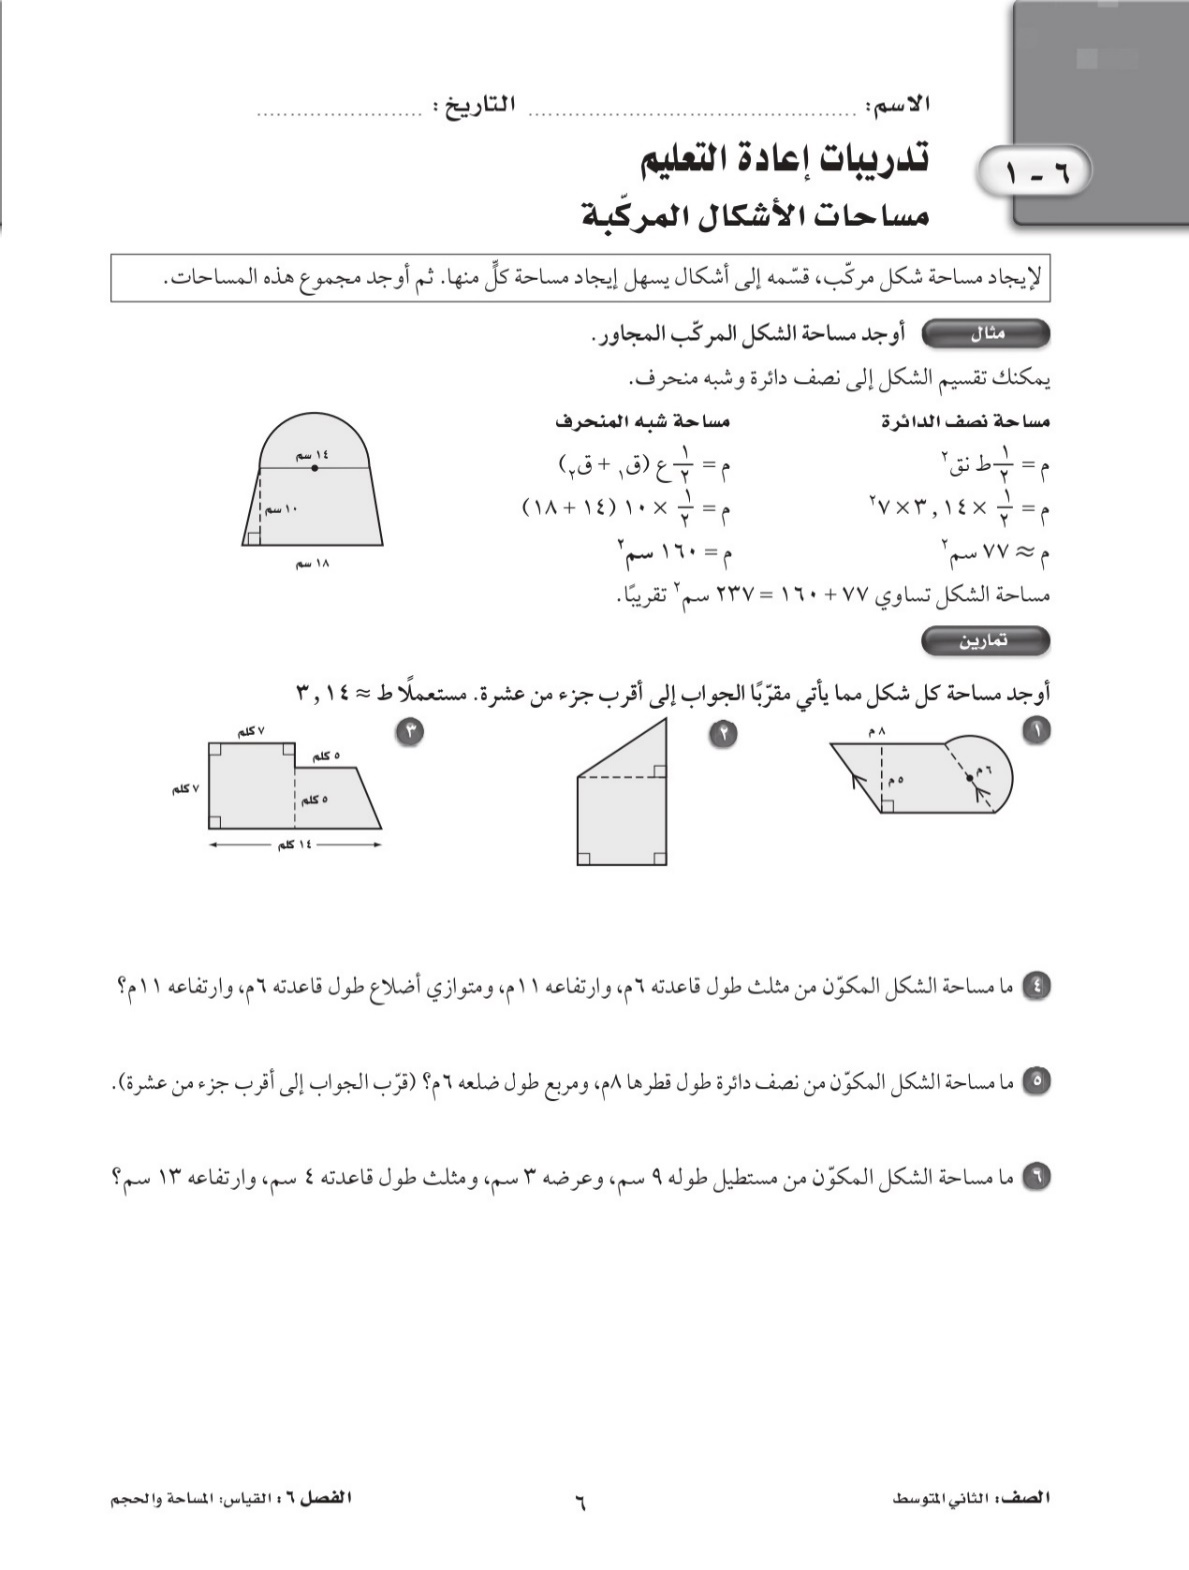 الاسم: ............................................. التاريخ : .......................
٦ - ١
تدريبات إعادة التعليم
مساحات الأشكال المركّبة
لإيجاد مساحة شكل مركّب، قسّمه إلى أشكال يسهل إيجاد مساحة كلٍّ منها. ثم أوجد مجموع هذه المساحات.
مثال أوجد مساحة الشكل المركّب المجاور.
يمكنك تقسيم الشكل إلى نصف دائرة وشبه منحرف.
مساحة نصف الدائرة مساحة شبه المنحرف
م = ١/٢ ط نق٢ م = ١/٢ ع (ق١ + ق٢)
م = ١/٢ × ٣,١٤ × ٧٢ م = ١/٢ × ١٠ (١٤ + ١٨)
م ≈ ٧٧ سم٢ م = ١٦٠ سم٢
١٤ سم
١٠ سم
١٨ سم
مساحة الشكل تساوي ٧٧ + ١٦٠ = ٢٣٧ سم٢ تقريبًا.
تمارين
أوجد مساحة كل شكل مما يأتي مقرّبًا الجواب إلى أقرب جزء من عشرة. مستعملًا ط ≈ ٣,١٤
١
٨ م
٦ م
٥ م
٢
٣
٧ كلم
٥ كلم
٧ كلم
٥ كلم
١٤ كلم
٤ ما مساحة الشكل المكوّن من مثلث طول قاعدته ٦م، وارتفاعه ١١م، ومتوازي أضلاع طول قاعدته ٦م، وارتفاعه ١١م؟
٥ ما مساحة الشكل المكوّن من نصف دائرة طول قطرها ٨م، ومربع طول ضلعه ٦م؟ (قرّب الجواب إلى أقرب جزء من عشرة).
٦ ما مساحة الشكل المكوّن من مستطيل طوله ٩ سم، وعرضه ٣ سم، ومثلث طول قاعدته ٤ سم، وارتفاعه ١٣ سم؟
الصف: الثاني المتوسط ٦ الفصل ٦ : القياس: المساحة والحجم